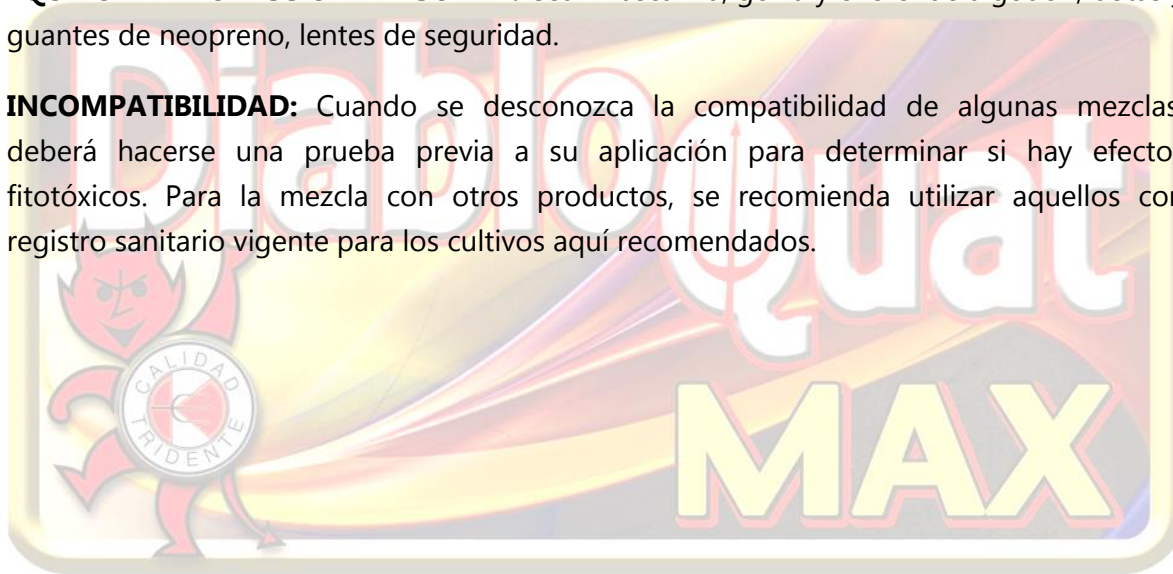 guantes de neopreno, lentes de seguridad.
INCOMPATIBILIDAD: Cuando se desconozca la compatibilidad de algunas mezclas
deberá hacerse una prueba previa a su aplicación para determinar si hay efecto
fitotóxicos. Para la mezcla con otros productos, se recomienda utilizar aquellos con
registro sanitario vigente para los cultivos aquí recomendados.
Diablo
Quat
MAX
CALIDAD
TRIDENTE